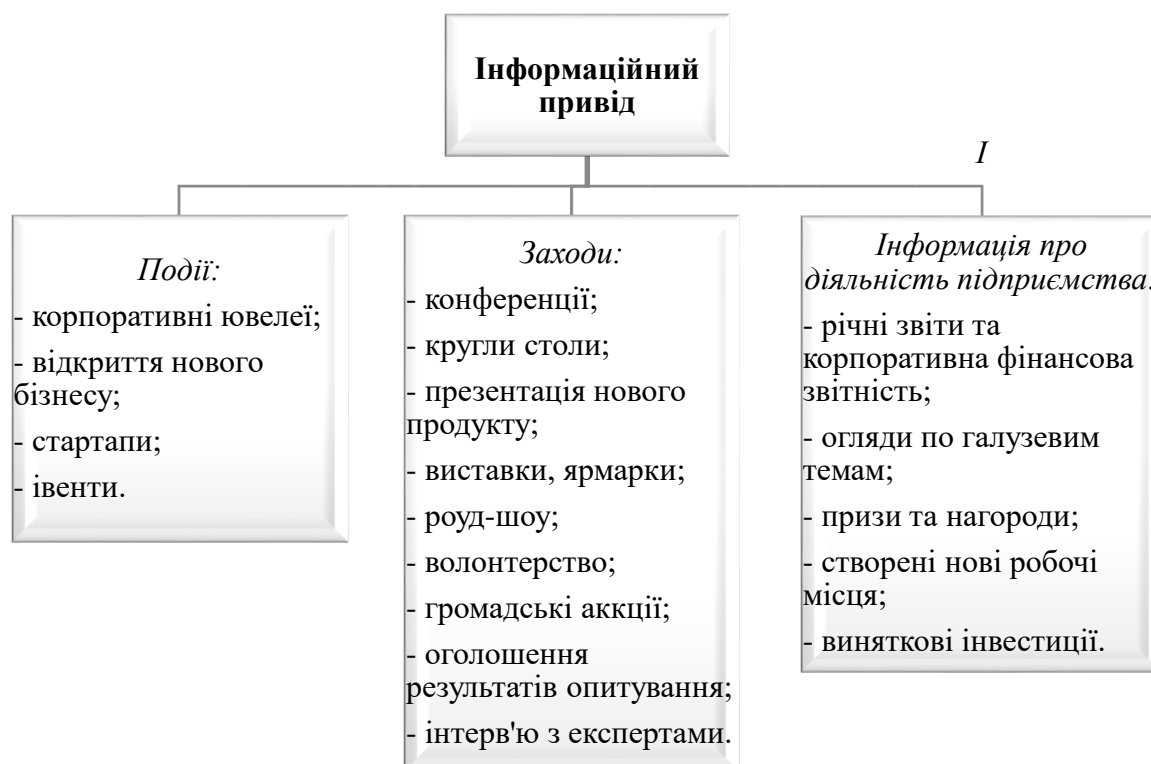 Інформаційний
привід
І
Події:
- корпоративні ювелеї;
- відкриття нового
бізнесу;
- стартапи;
- івенти.
Заходи:
- конференції;
- кругли столи;
- презентація нового
продукту;
- виставки, ярмарки;
- роуд-шоу;
- волонтерство;
- громадські аккції;
- оголошення
результатів опитування;
- інтерв'ю з експертами.
Інформація про
діяльність підприємства:
- річні звіти та
корпоративна фінансова
звітність;
- огляди по галузевим
темам;
- призи та нагороди;
- створені нові робочі
місця;
- виняткові інвестиції.